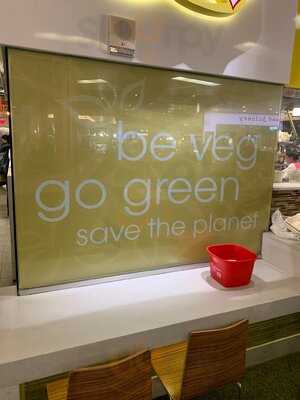 be veg
go green
save the planet